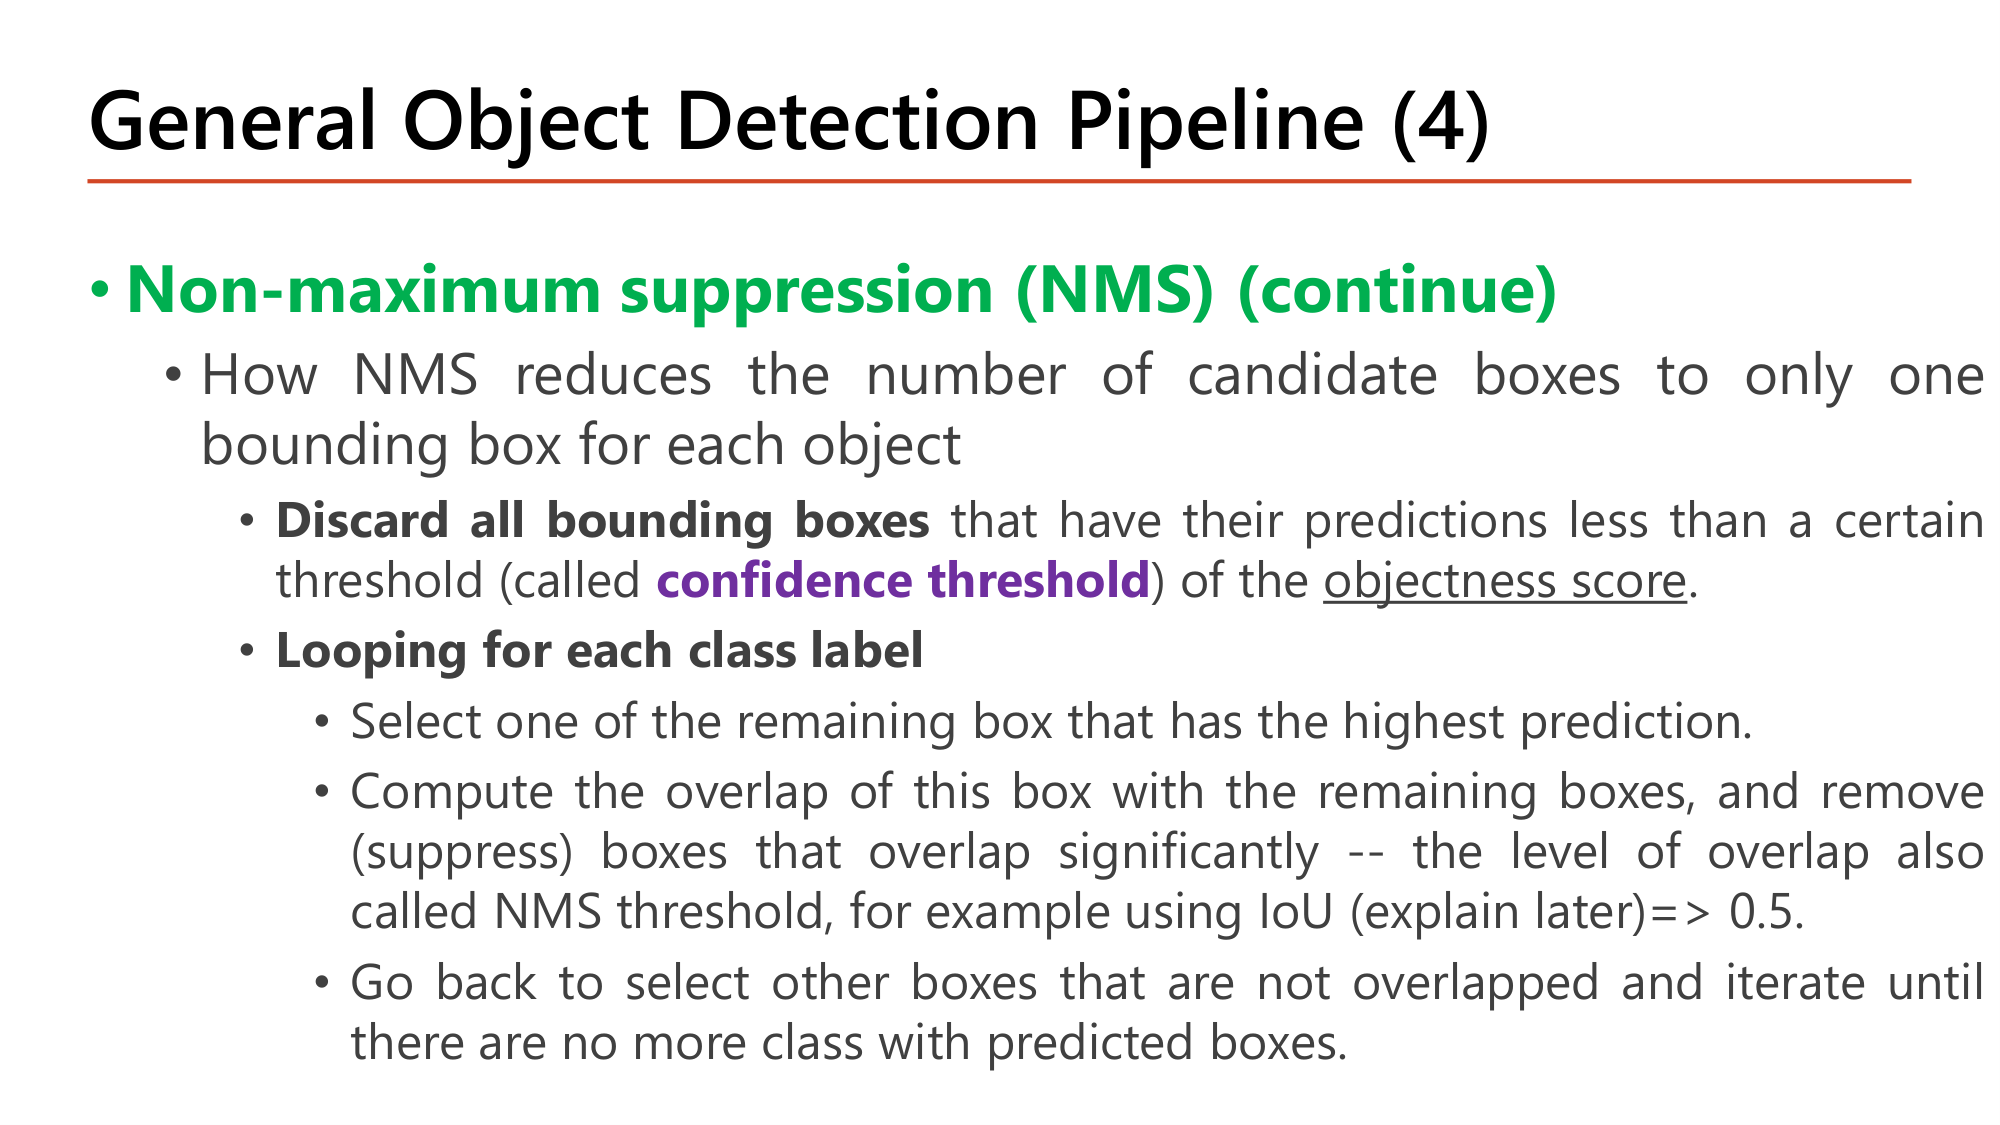 General Object Detection Pipeline (4)
• Non-maximum suppression (NMS) (continue)
• How NMS reduces the number of candidate boxes to only one
bounding box for each object
• Discard all bounding boxes that have their predictions less than a certain
threshold (called confidence threshold) of the objectness score.
• Looping for each class label
• Select one of the remaining box that has the highest prediction.
• Compute the overlap of this box with the remaining boxes, and remove
(suppress) boxes that overlap significantly -- the level of overlap also
called NMS threshold, for example using IoU (explain later)=> 0.5.
• Go back to select other boxes that are not overlapped and iterate until
there are no more class with predicted boxes.